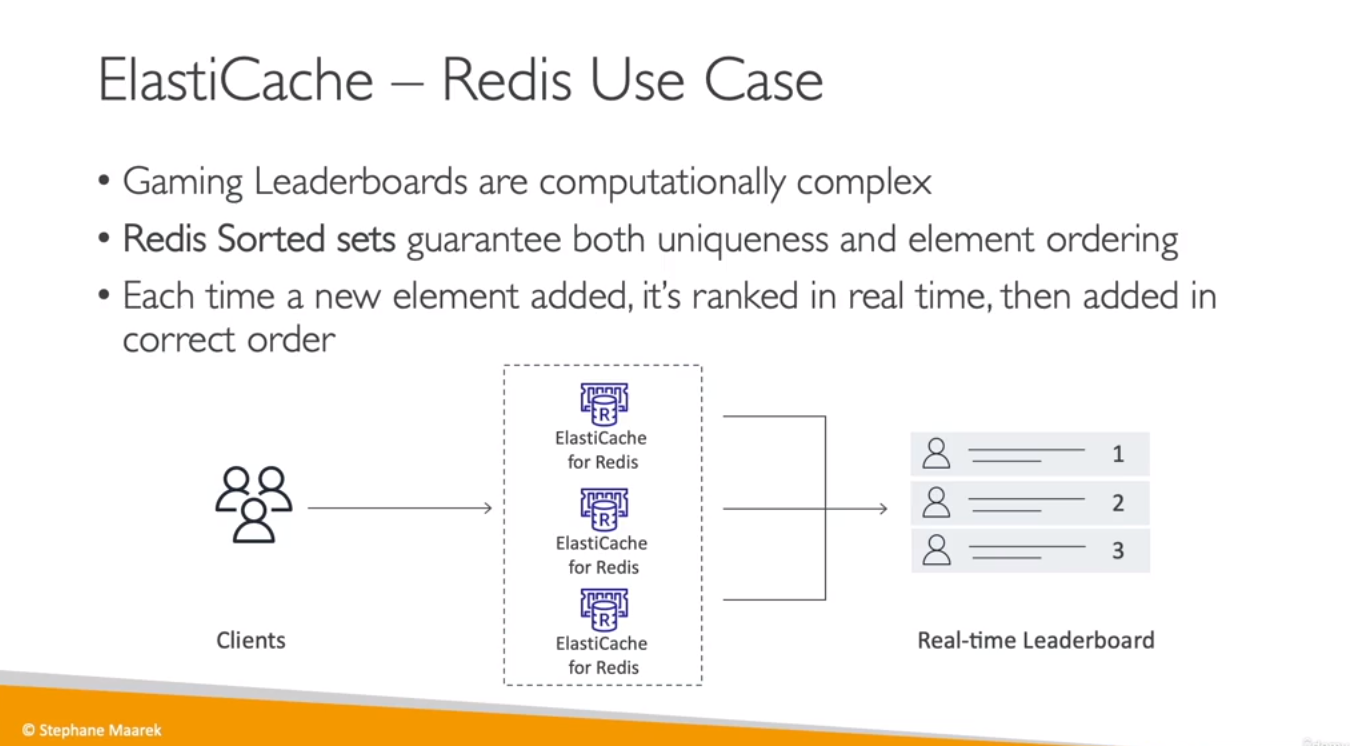 ElastiCache – Redis Use Case
• Gaming Leaderboards are computationally complex
• Redis Sorted sets guarantee both uniqueness and element ordering
• Each time a new element added, it's ranked in real time, then added in
correct order
ElastiCache
for Redis
ElastiCache
for Redis
ElastiCache
for Redis
Clients
1
2
3
Real-time Leaderboard
© Stephane Maarek